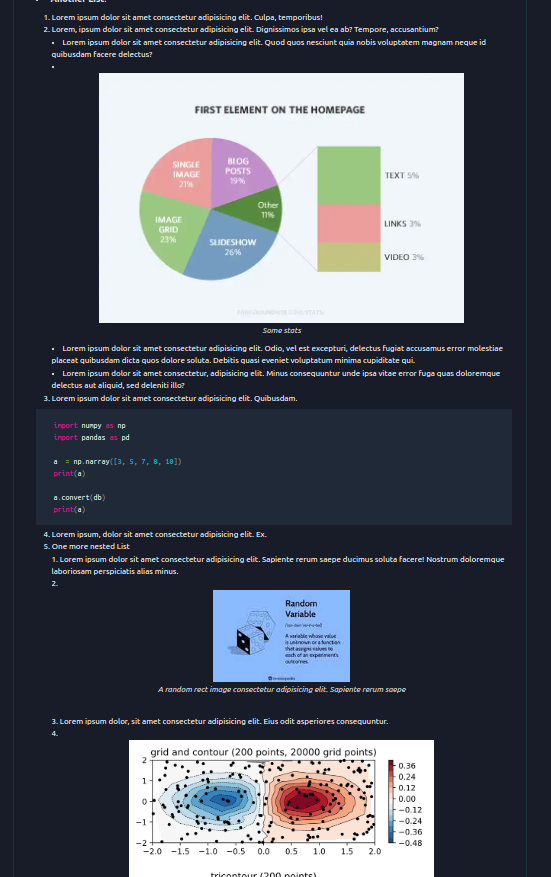 Another List:
1. Lorem ipsum dolor sit amet consectetur adipisicing elit. Culpa, temporibus!
2. Lorem, ipsum dolor sit amet consectetur adipisicing elit. Dignissimos ipsa vel ea ab? Tempore, accusantium?
• Lorem ipsum dolor sit amet consectetur adipisicing elit. Quod quos nesciunt quia nobis voluptatem magnam neque id
quibusdam facere delectus?
•
FIRST ELEMENT ON THE HOMEPAGE
SINGLE
IMAGE
21%
BLOG
POSTS
19%
Other
11%
IMAGE
GRID
23%
SLIDESHOW
26%
TEXT 5%
LINKS 3%
VIDEO 3%
Some stats
• Lorem ipsum dolor sit amet consectetur adipisicing elit. Odio, vel est excepturi, delectus fugiat accusamus error molestiae
placeat quibusdam dicta quos dolore soluta. Debitis quasi eveniet voluptatum minima cupiditate qui.
• Lorem ipsum dolor sit amet consectetur, adipisicing elit. Minus consequuntur unde ipsa vitae error fuga quas doloremque
delectus aut aliquid, sed deleniti illo?
3. Lorem ipsum dolor sit amet consectetur adipisicing elit. Quibusdam.
import numpy as np
import pandas as pd
a = np.narray([3, 5, 7, 8, 10])
print(a)
a.convert(db)
print(a)
4. Lorem ipsum, dolor sit amet consectetur adipisicing elit. Ex.
5. One more nested List
1. Lorem ipsum dolor sit amet consectetur adipisicing elit. Sapiente rerum saepe ducimus soluta facere! Nostrum doloremque
laboriosam perspiciatis alias minus.
2.
Random
Variable
A variable whose value
is unknown or a function
that assigns values to
each of an experiment's
outcomes.
Investopedia
A random rect image consectetur adipisicing elit. Sapiente rerum saepe
3. Lorem ipsum dolor, sit amet consectetur adipisicing elit. Eius odit asperiores consequuntur.
4.
grid and contour (200 points, 20000 grid points)
2
1
0
−1
−2
−2.0 −1.5 −1.0 −0.5 0.0 0.5 1.0 1.5 2.0
0.36
0.24
0.12
0.00
−0.12
−0.24
−0.36
−0.48
tricontour (200 points)